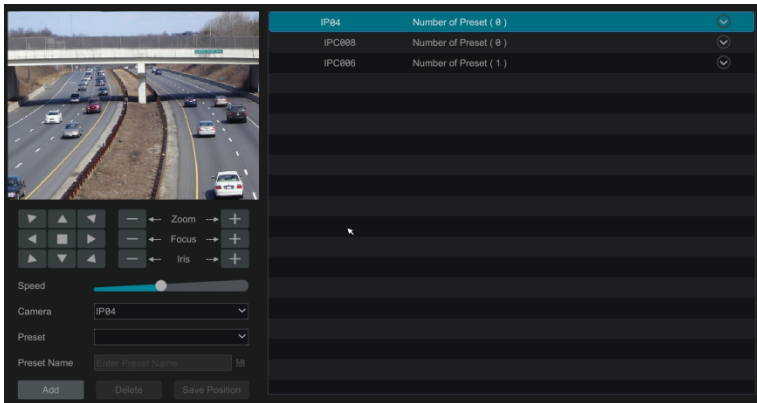 IP04 Number of Preset ( 0 )
IPC008 Number of Preset ( 0 )
IPC006 Number of Preset ( 1 )
Zoom
Focus
Iris
Speed
Camera IP04
Preset
Preset Name Enter Preset Name
Add Delete Save Position